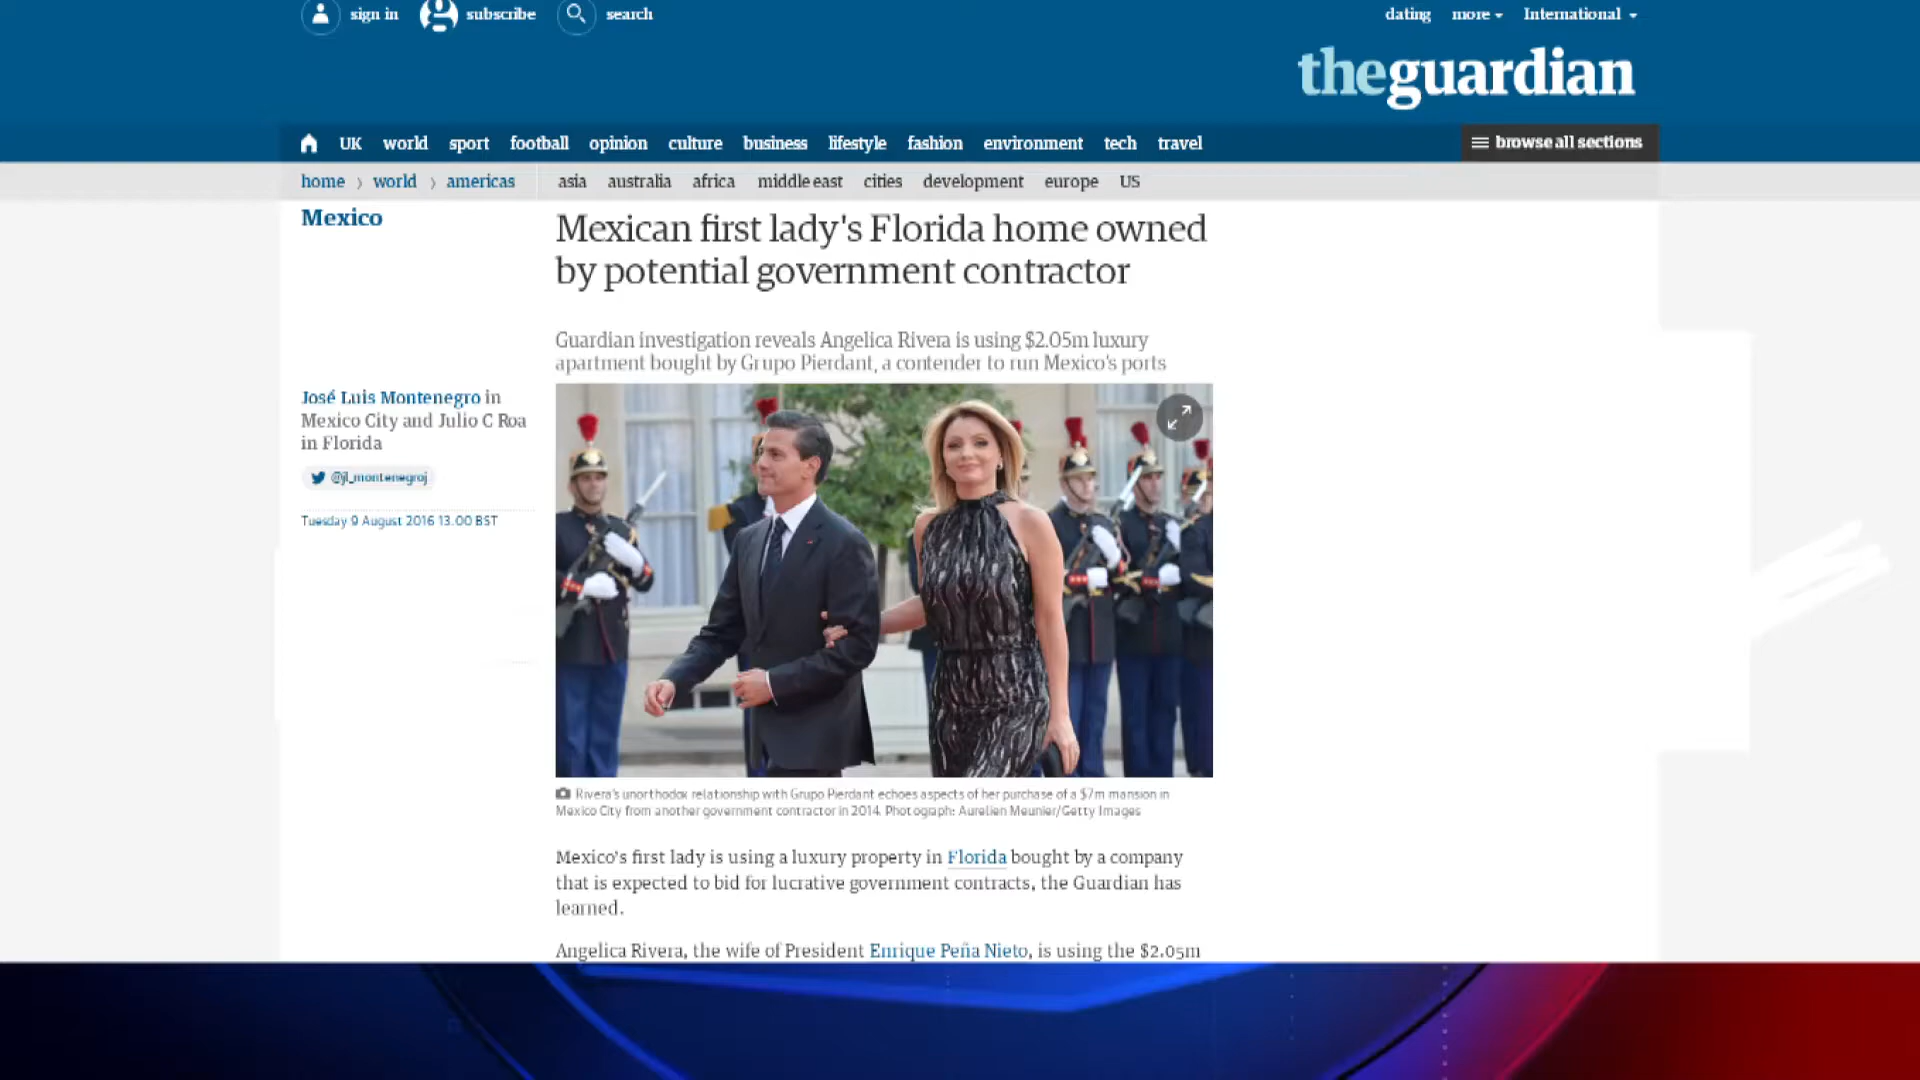 sign in subscribe search dating more International
theguardian
UK world sport football opinion culture business lifestyle fashion environment tech travel browse all sections
home world americas asia australia africa middle east cities development europe US
Mexico
Mexican first lady's Florida home owned
by potential government contractor
Guardian investigation reveals Angelica Rivera is using $2.05m luxury
apartment bought by Grupo Pierdant, a contender to run Mexico's ports
José Luis Montenegro in
Mexico City and Julio C Roa
in Florida
@jl_montenegroj
Tuesday 9 August 2016 13.00 BST
Rivera's unorthodox relationship with Grupo Pierdant echoes aspects of her purchase of a $7m mansion in
Mexico City from another government contractor in 2014. Photograph: Aurelien Meunier/Getty Images
Mexico's first lady is using a luxury property in Florida bought by a company
that is expected to bid for lucrative government contracts, the Guardian has
learned.
Angelica Rivera, the wife of President Enrique Peña Nieto, is using the $2.05m